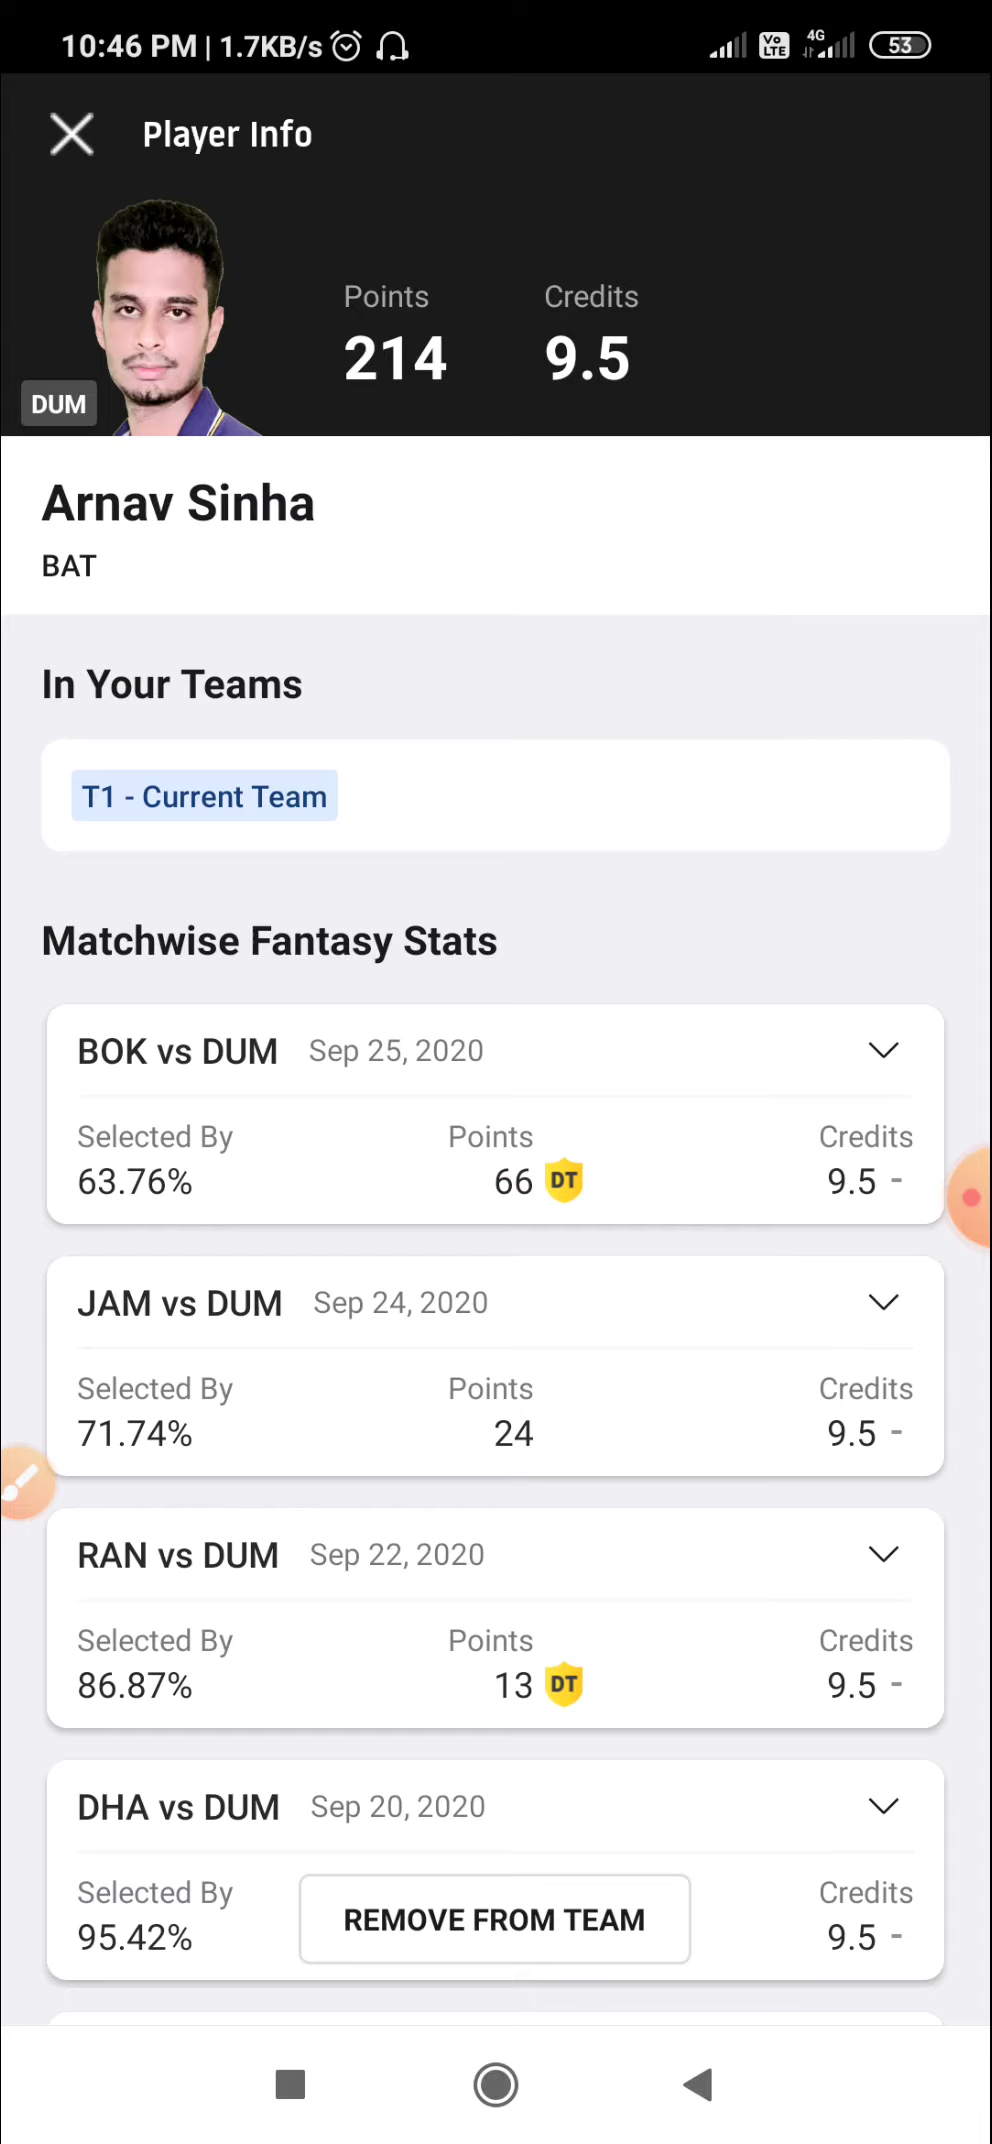 10:46 PM | 1.7KB/s Vo LTE 4G 53
Player Info
Points Credits
214 9.5
DUM
Arnav Sinha
BAT
In Your Teams
T1 - Current Team
Matchwise Fantasy Stats
BOK vs DUM Sep 25, 2020
Selected By Points Credits
63.76% 66 DT 9.5 -
JAM vs DUM Sep 24, 2020
Selected By Points Credits
71.74% 24 9.5 -
RAN vs DUM Sep 22, 2020
Selected By Points Credits
86.87% 13 DT 9.5 -
DHA vs DUM Sep 20, 2020
Selected By Credits
95.42% REMOVE FROM TEAM 9.5 -